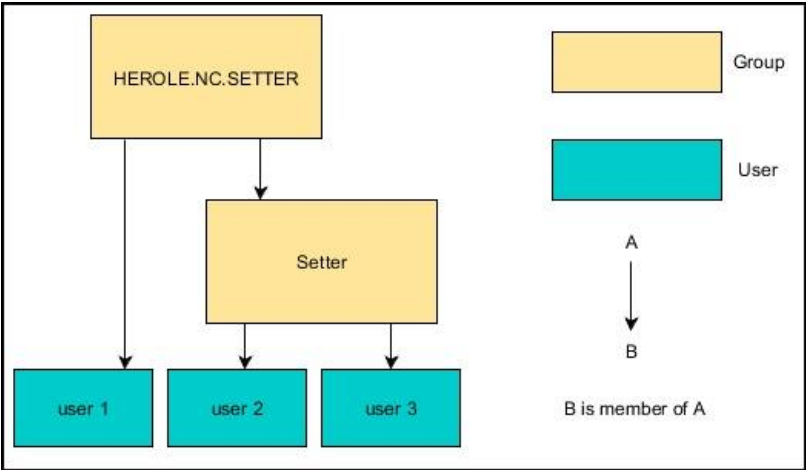 HEROLE.NC.SETTER
Group
User
A
Setter
B
user 1
user 2
user 3
B is member of A